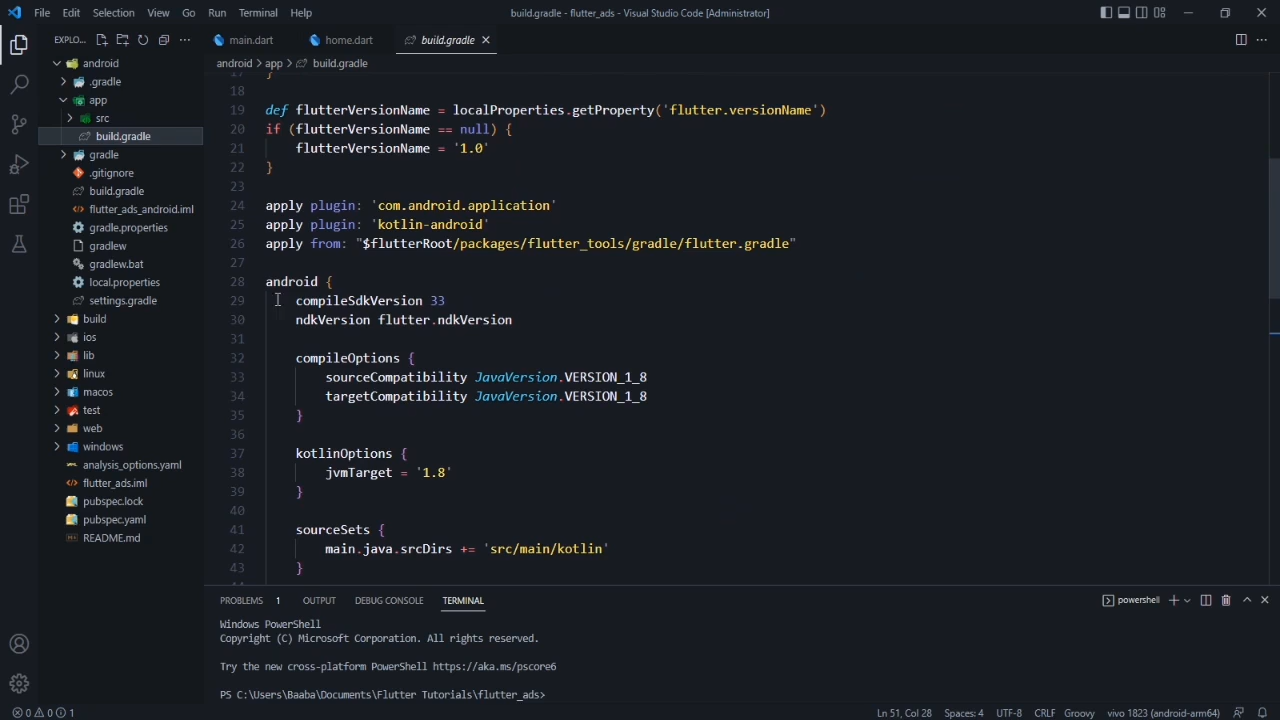 File Edit Selection View Go Run Terminal Help
build.gradle - flutter_ads - Visual Studio Code [Administrator]
EXPLO...
main.dart
home.dart
build.gradle
android > app > build.gradle
android
.gradle
app
src
build.gradle
gradle
.gitignore
build.gradle
flutter_ads_android.iml
gradle.properties
gradlew
gradlew.bat
local.properties
settings.gradle
build
ios
lib
linux
macos
test
web
windows
analysis_options.yaml
flutter_ads.iml
pubspec.lock
pubspec.yaml
README.md
17 }
18
19 def flutterVersionName = localProperties.getProperty('flutter.versionName')
20 if (flutterVersionName == null) {
21 flutterVersionName = '1.0'
22 }
23
24 apply plugin: 'com.android.application'
25 apply plugin: 'kotlin-android'
26 apply from: "$flutterRoot/packages/flutter_tools/gradle/flutter.gradle"
27
28 android {
29 compileSdkVersion 33
30 ndkVersion flutter.ndkVersion
31
32 compileOptions {
33 sourceCompatibility JavaVersion.VERSION_1_8
34 targetCompatibility JavaVersion.VERSION_1_8
35 }
36
37 kotlinOptions {
38 jvmTarget = '1.8'
39 }
40
41 sourceSets {
42 main.java.srcDirs += 'src/main/kotlin'
43 }
PROBLEMS 1 OUTPUT DEBUG CONSOLE TERMINAL
powershell
Windows PowerShell
Copyright (C) Microsoft Corporation. All rights reserved.
Try the new cross-platform PowerShell https://aka.ms/pscore6
PS C:\Users\Baaba\Documents\Flutter Tutorials\flutter_ads>
0 0 1
Ln 51, Col 28 Spaces: 4 UTF-8 CRLF Groovy vivo 1823 (android-arm64)